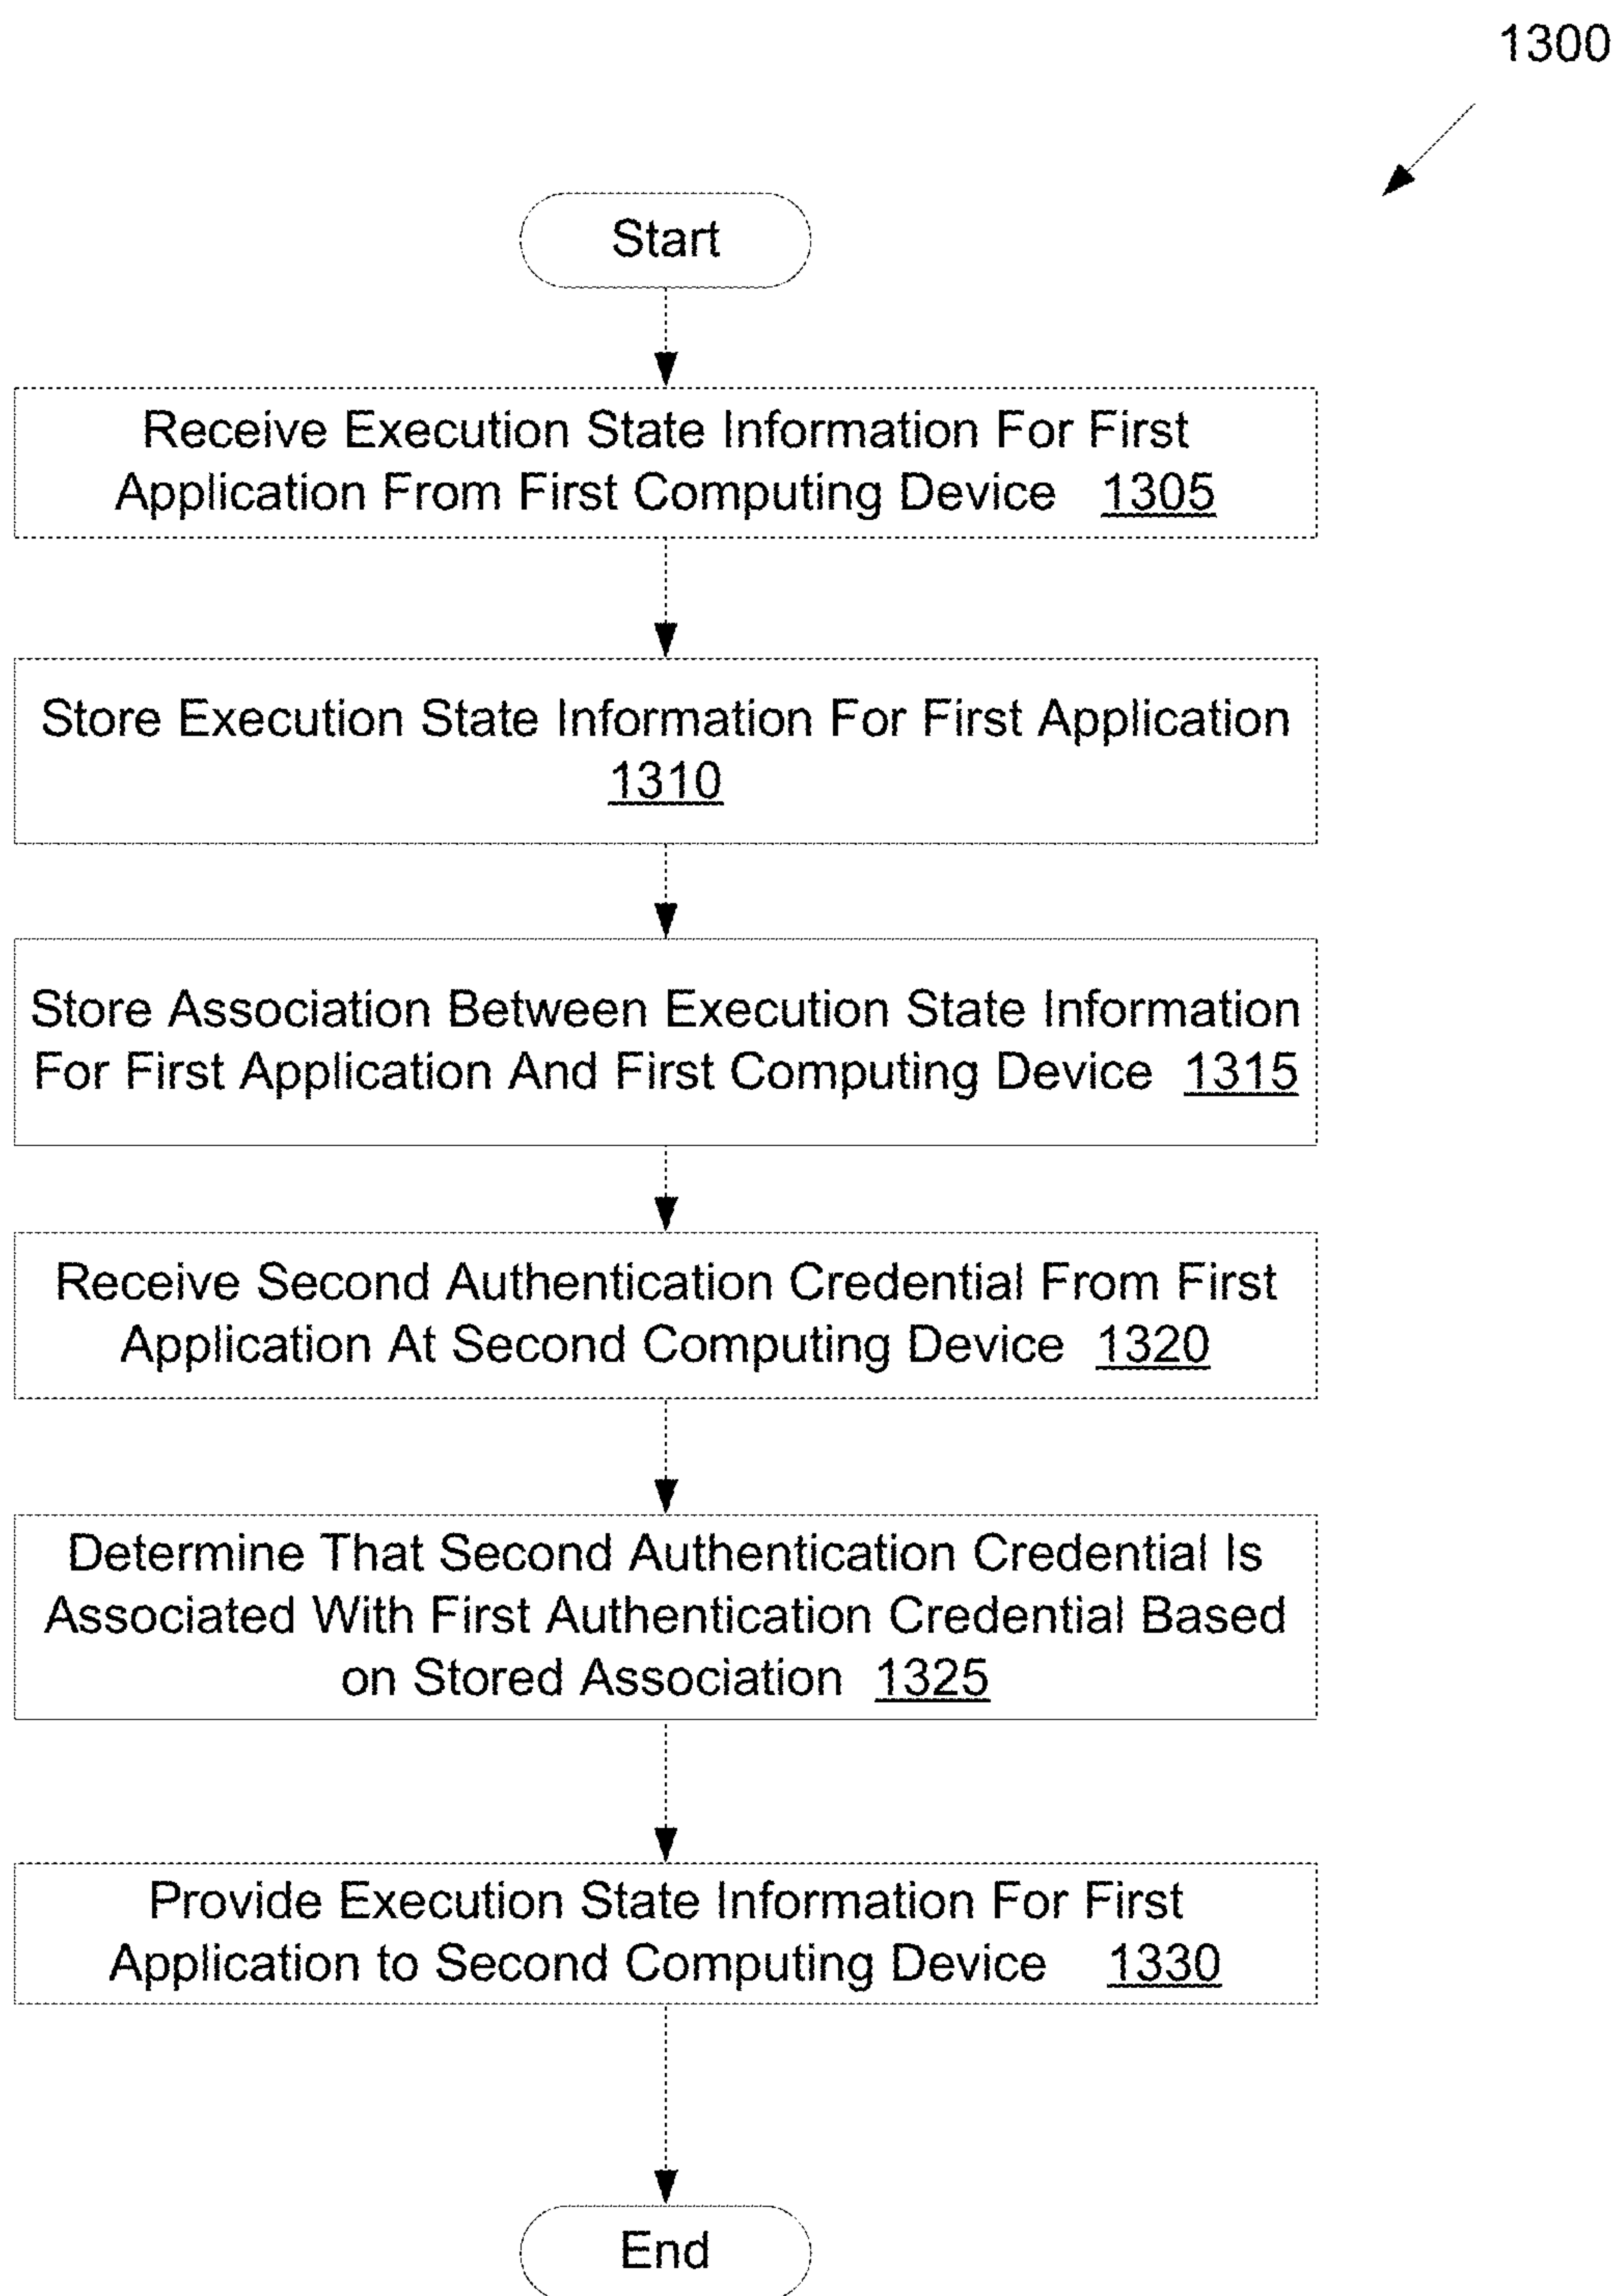 1300
Start
Receive Execution State Information For First
Application From First Computing Device 1305
Store Execution State Information For First Application
1310
Store Association Between Execution State Information
For First Application And First Computing Device 1315
Receive Second Authentication Credential From First
Application At Second Computing Device 1320
Determine That Second Authentication Credential Is
Associated With First Authentication Credential Based
on Stored Association 1325
Provide Execution State Information For First
Application to Second Computing Device 1330
End